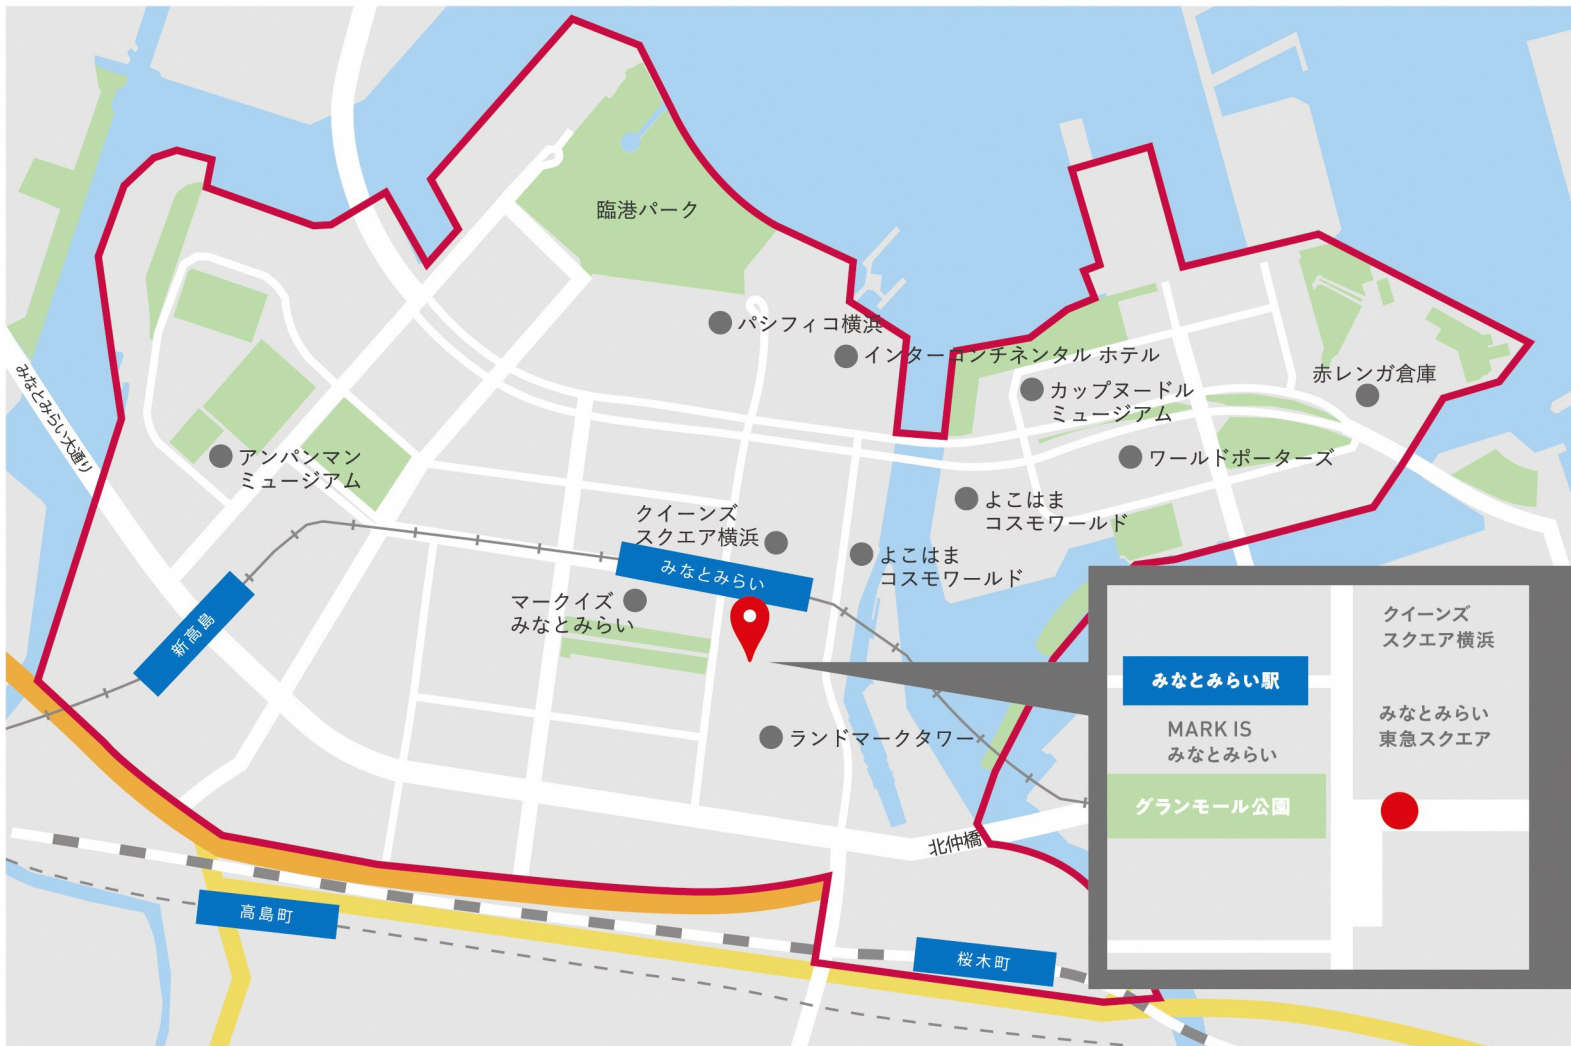 臨港パーク
パシフィコ横浜
インターコンチネンタル ホテル
カップヌードル
ミュージアム
赤レンガ倉庫
みなとみらい大通り
アンパンマン
ミュージアム
ワールドポーターズ
よこはま
コスモワールド
クイーンズ
スクエア横浜
よこはま
コスモワールド
みなとみらい
マークイズ
みなとみらい
新高島
ランドマークタワー
北仲橋
高島町
桜木町
クイーンズ
スクエア横浜
みなとみらい駅
MARK IS
みなとみらい
みなとみらい
東急スクエア
グランモール公園